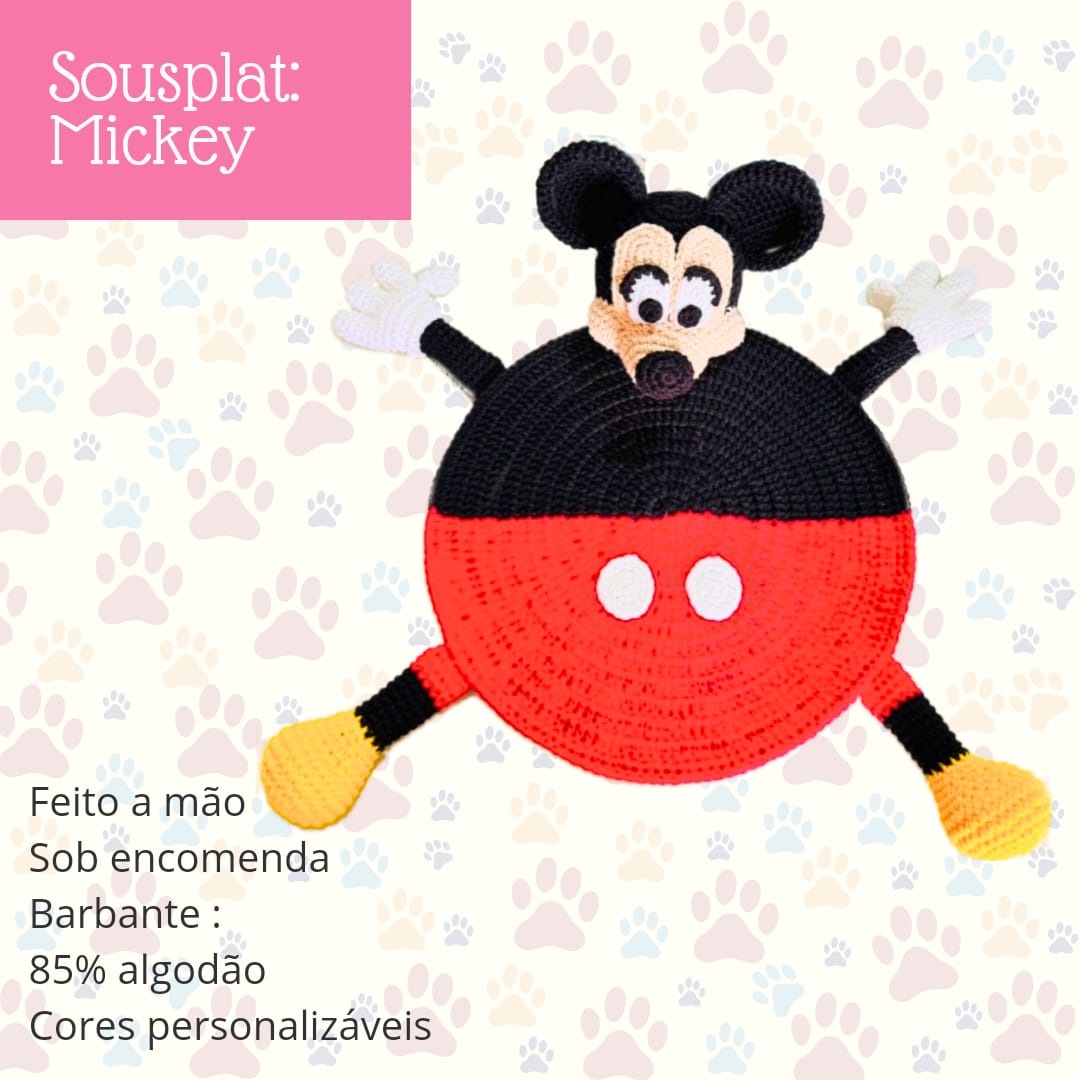 Sousplat:
Mickey
Feito a mão
Sob encomenda
Barbante :
85% algodão
Cores personalizáveis